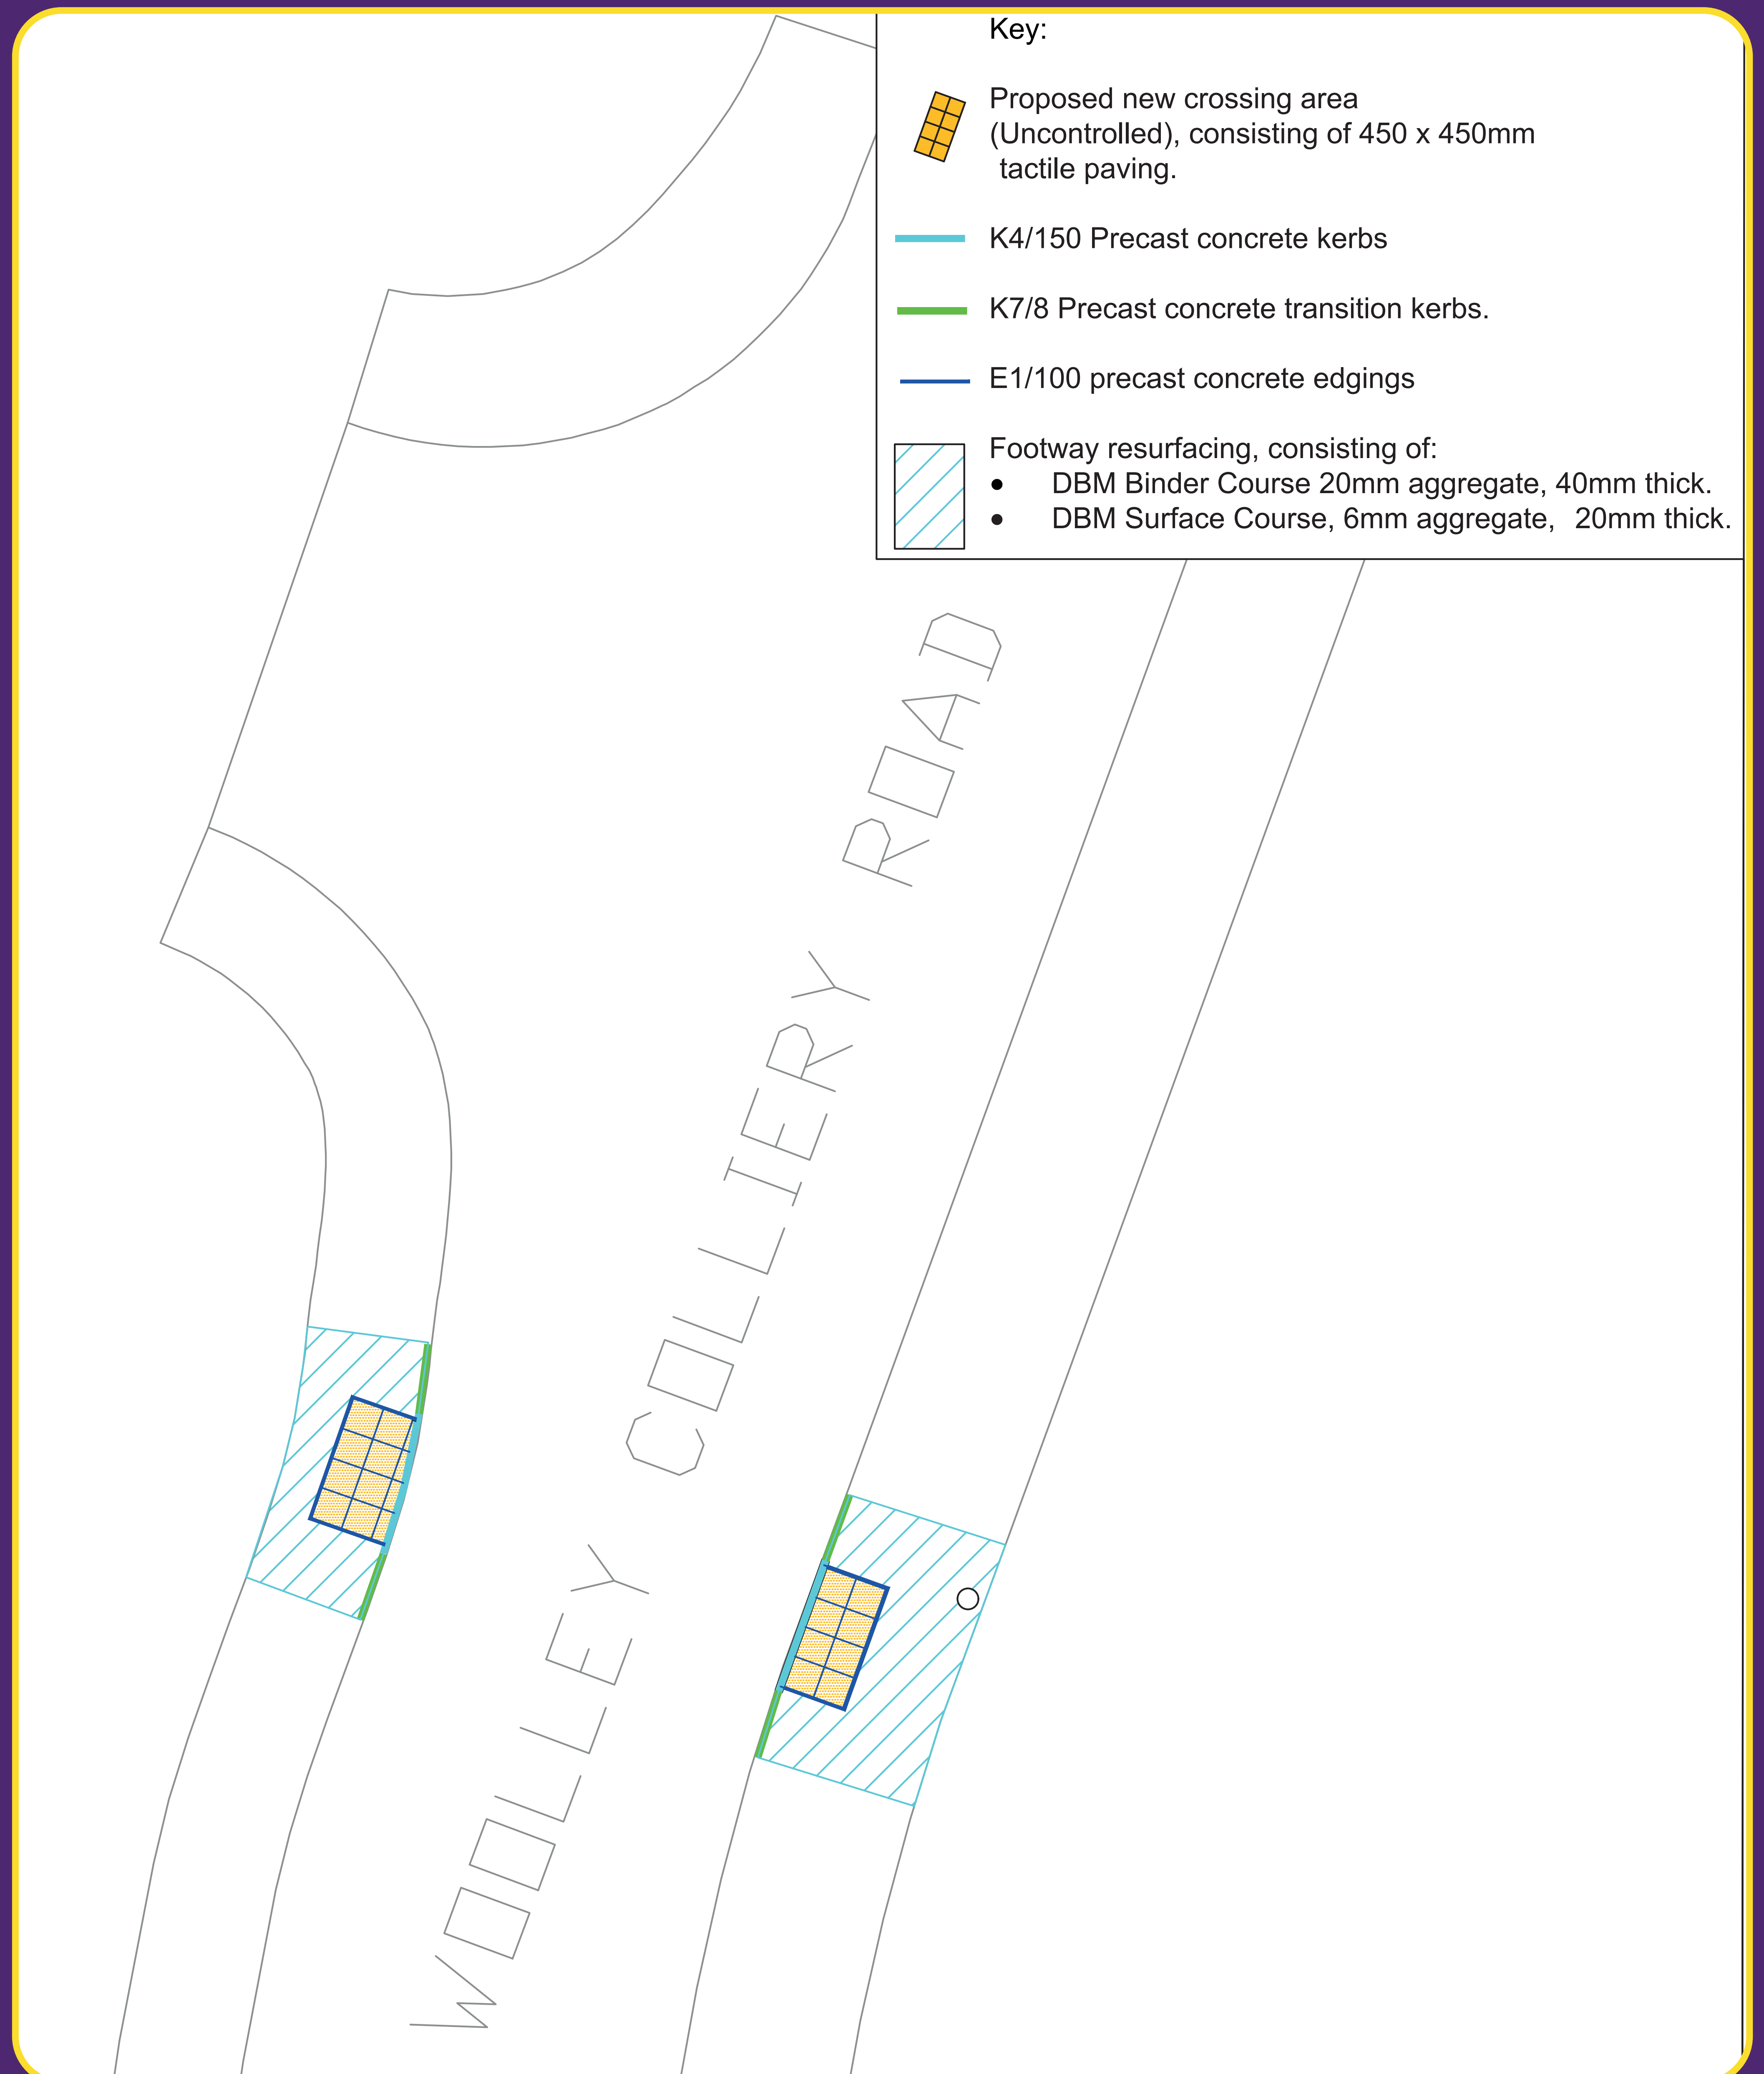 Key:
Proposed new crossing area
(Uncontrolled), consisting of 450 x 450mm
tactile paving.
K4/150 Precast concrete kerbs
K7/8 Precast concrete transition kerbs.
E1/100 precast concrete edgings
Footway resurfacing, consisting of:
• DBM Binder Course 20mm aggregate, 40mm thick.
• DBM Surface Course, 6mm aggregate, 20mm thick.
WOOLLEY COLLIERY ROAD